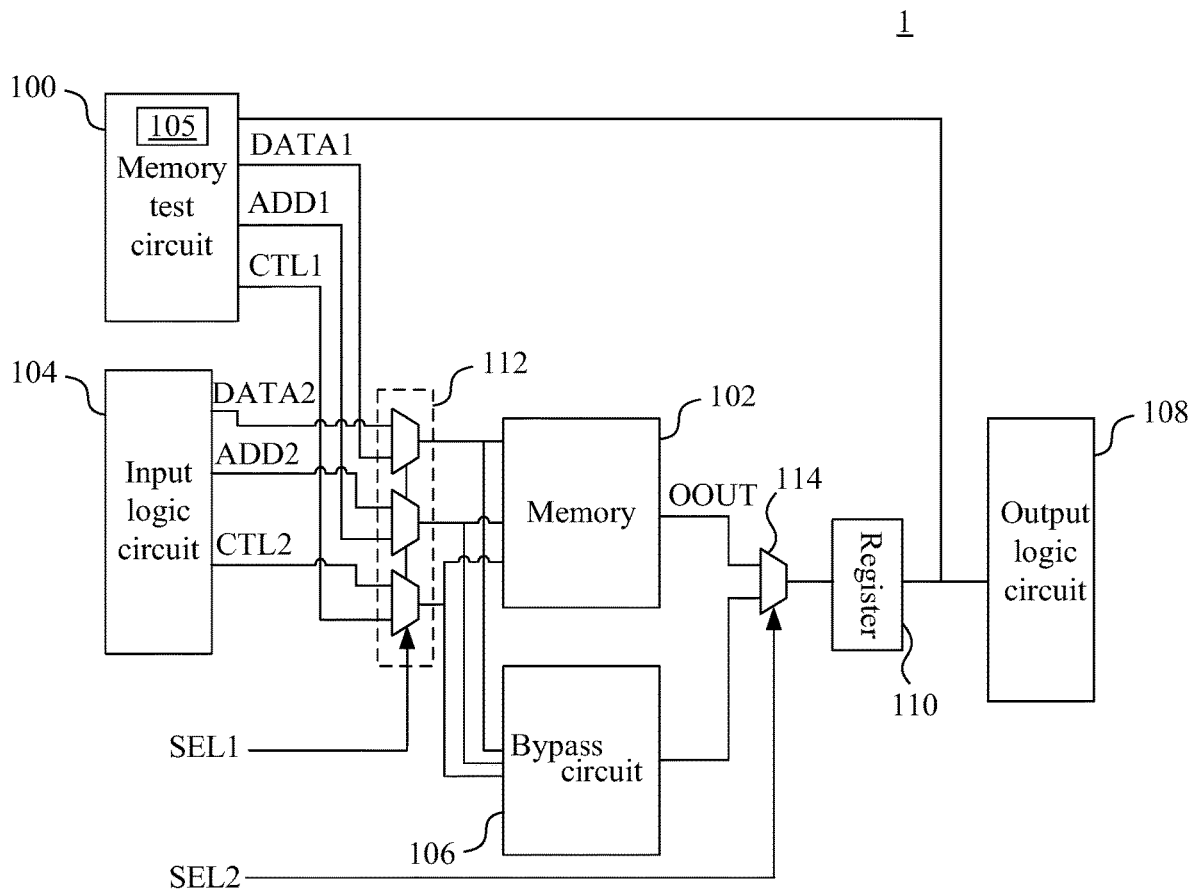 1
100
105
Memory
test
circuit
DATA1
ADD1
CTL1
104
Input
logic
circuit
DATA2
ADD2
CTL2
112
102
Memory
OOUT
114
Register
110
108
Output
logic
circuit
Bypass
circuit
106
SEL1
SEL2